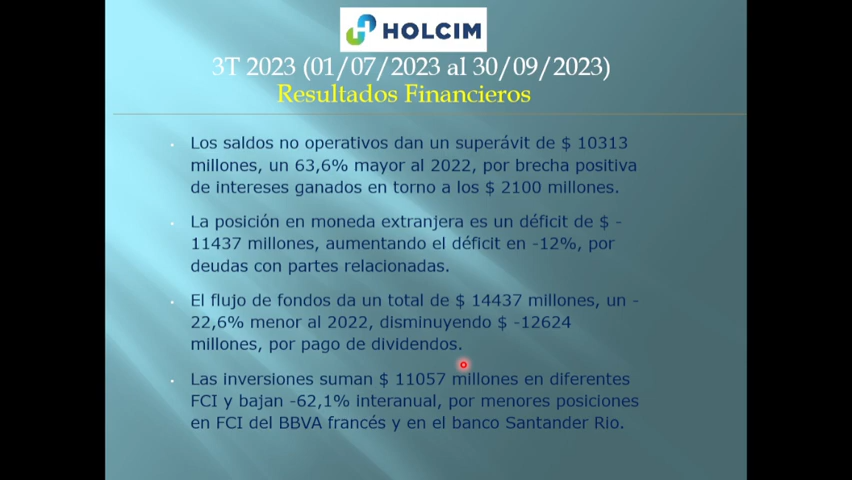 HOLCIM
3T 2023 (01/07/2023 al 30/09/2023)
Resultados Financieros
Los saldos no operativos dan un superávit de $ 10313
millones, un 63,6% mayor al 2022, por brecha positiva
de intereses ganados en torno a los $ 2100 millones.
La posición en moneda extranjera es un déficit de $ -
11437 millones, aumentando el déficit en -12%, por
deudas con partes relacionadas.
El flujo de fondos da un total de $ 14437 millones, un -
22,6% menor al 2022, disminuyendo $ -12624
millones, por pago de dividendos.
Las inversiones suman $ 11057 millones en diferentes
FCI y bajan -62,1% interanual, por menores posiciones
en FCI del BBVA francés y en el banco Santander Rio.